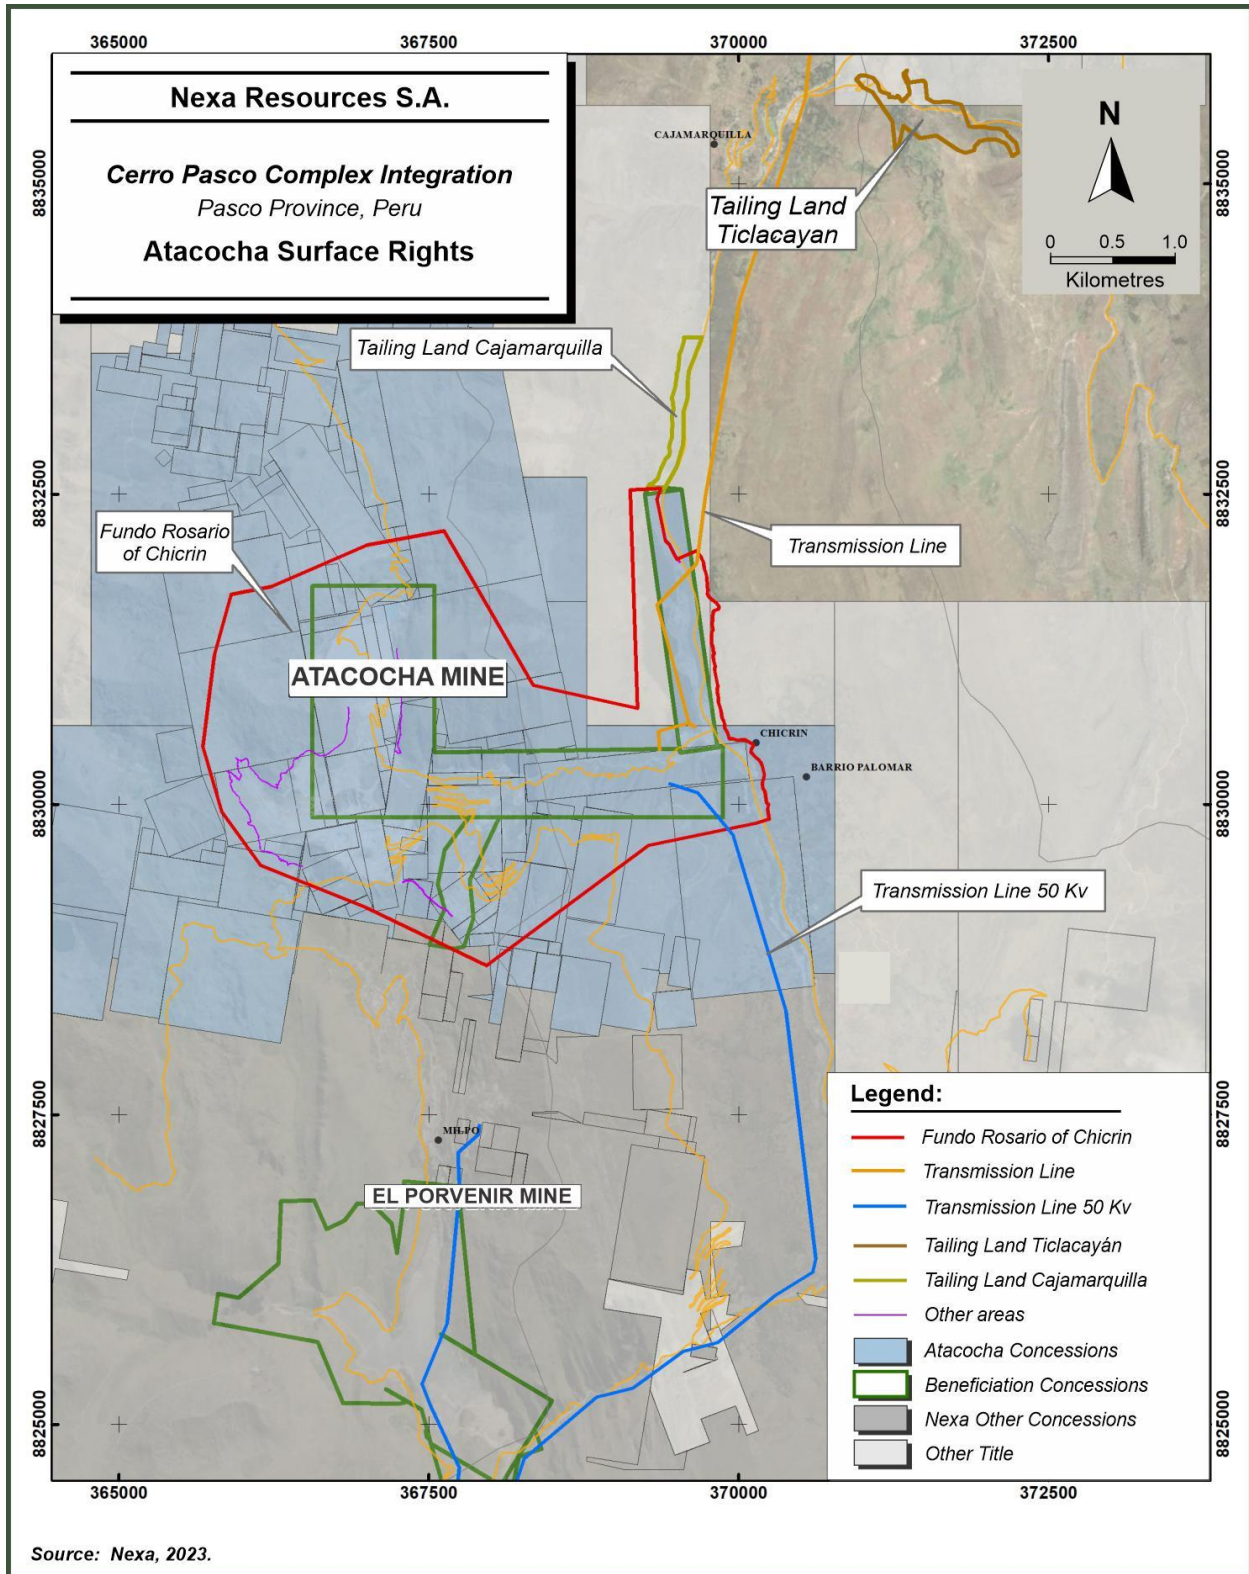 365000
367500
370000
372500
Nexa Resources S.A.
Cerro Pasco Complex Integration
Pasco Province, Peru
Atacocha Surface Rights
CAJAMARQUILLA
Tailing Land
Ticlacayan
N
0 0.5 1.0
Kilometres
8835000
8835000
Tailing Land Cajamarquilla
8832500
8832500
Fundo Rosario
of Chicrin
Transmission Line
ATACOCHA MINE
CHICRIN
BARRIO PALOMAR
8830000
8830000
Transmission Line 50 Kv
8827500
8827500
MILPO
EL PORVENIR MINE
Legend:
Fundo Rosario of Chicrin
Transmission Line
Transmission Line 50 Kv
Tailing Land Ticlacayán
Tailing Land Cajamarquilla
Other areas
Atacocha Concessions
Beneficiation Concessions
Nexa Other Concessions
Other Title
8825000
8825000
365000
367500
370000
372500
Source: Nexa, 2023.